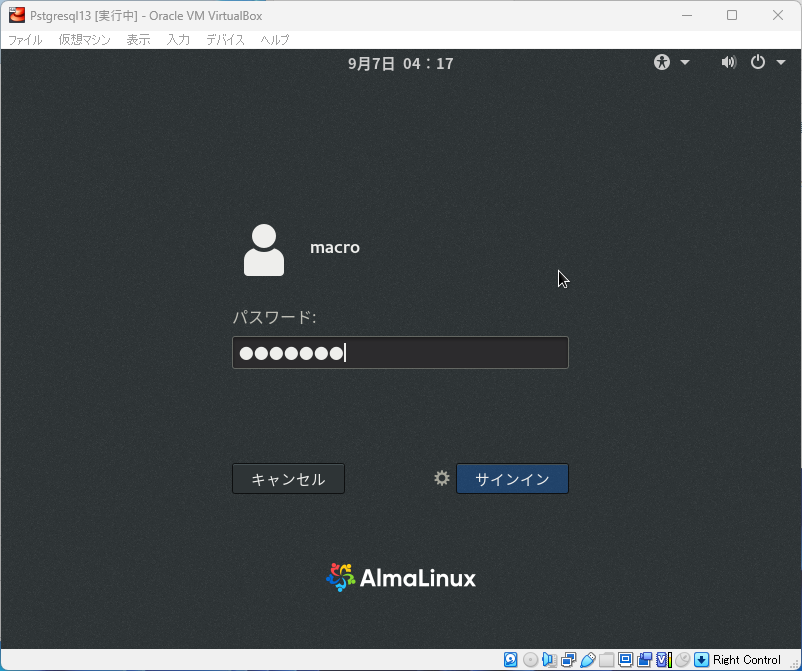 Pstgresql13 [実行中] - Oracle VM VirtualBox
ファイル 仮想マシン 表示 入力 デバイス ヘルプ
9月7日 04：17
macro
パスワード:
キャンセル サインイン
AlmaLinux
Right Control